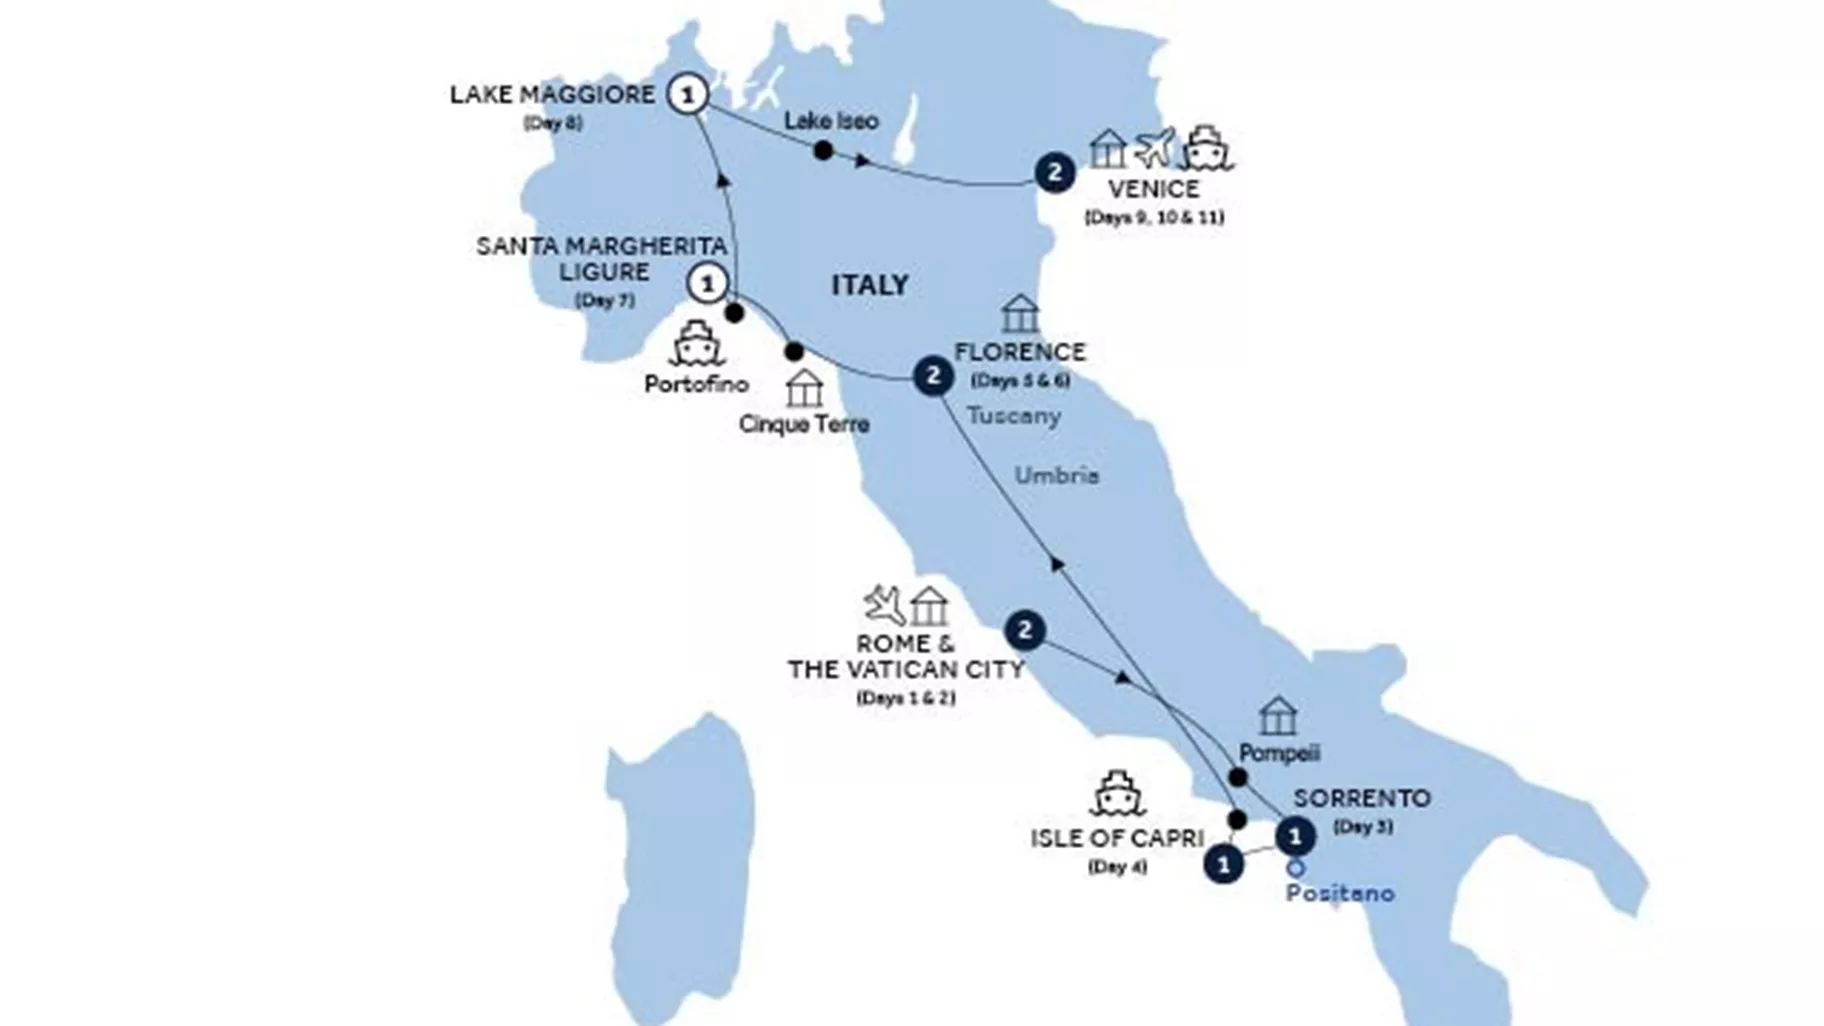 LAKE MAGGIORE
1
(Day 8)
Lake Iseo
2
VENICE
(Days 9, 10 & 11)
SANTA MARGHERITA
LIGURE
1
(Day 7)
ITALY
Portofino
Cinque Terre
2
FLORENCE
(Days 5 & 6)
Tuscany
Umbria
2
ROME &
THE VATICAN CITY
(Days 1 & 2)
Pompeii
SORRENTO
(Day 3)
1
ISLE OF CAPRI
(Day 4)
1
Positano